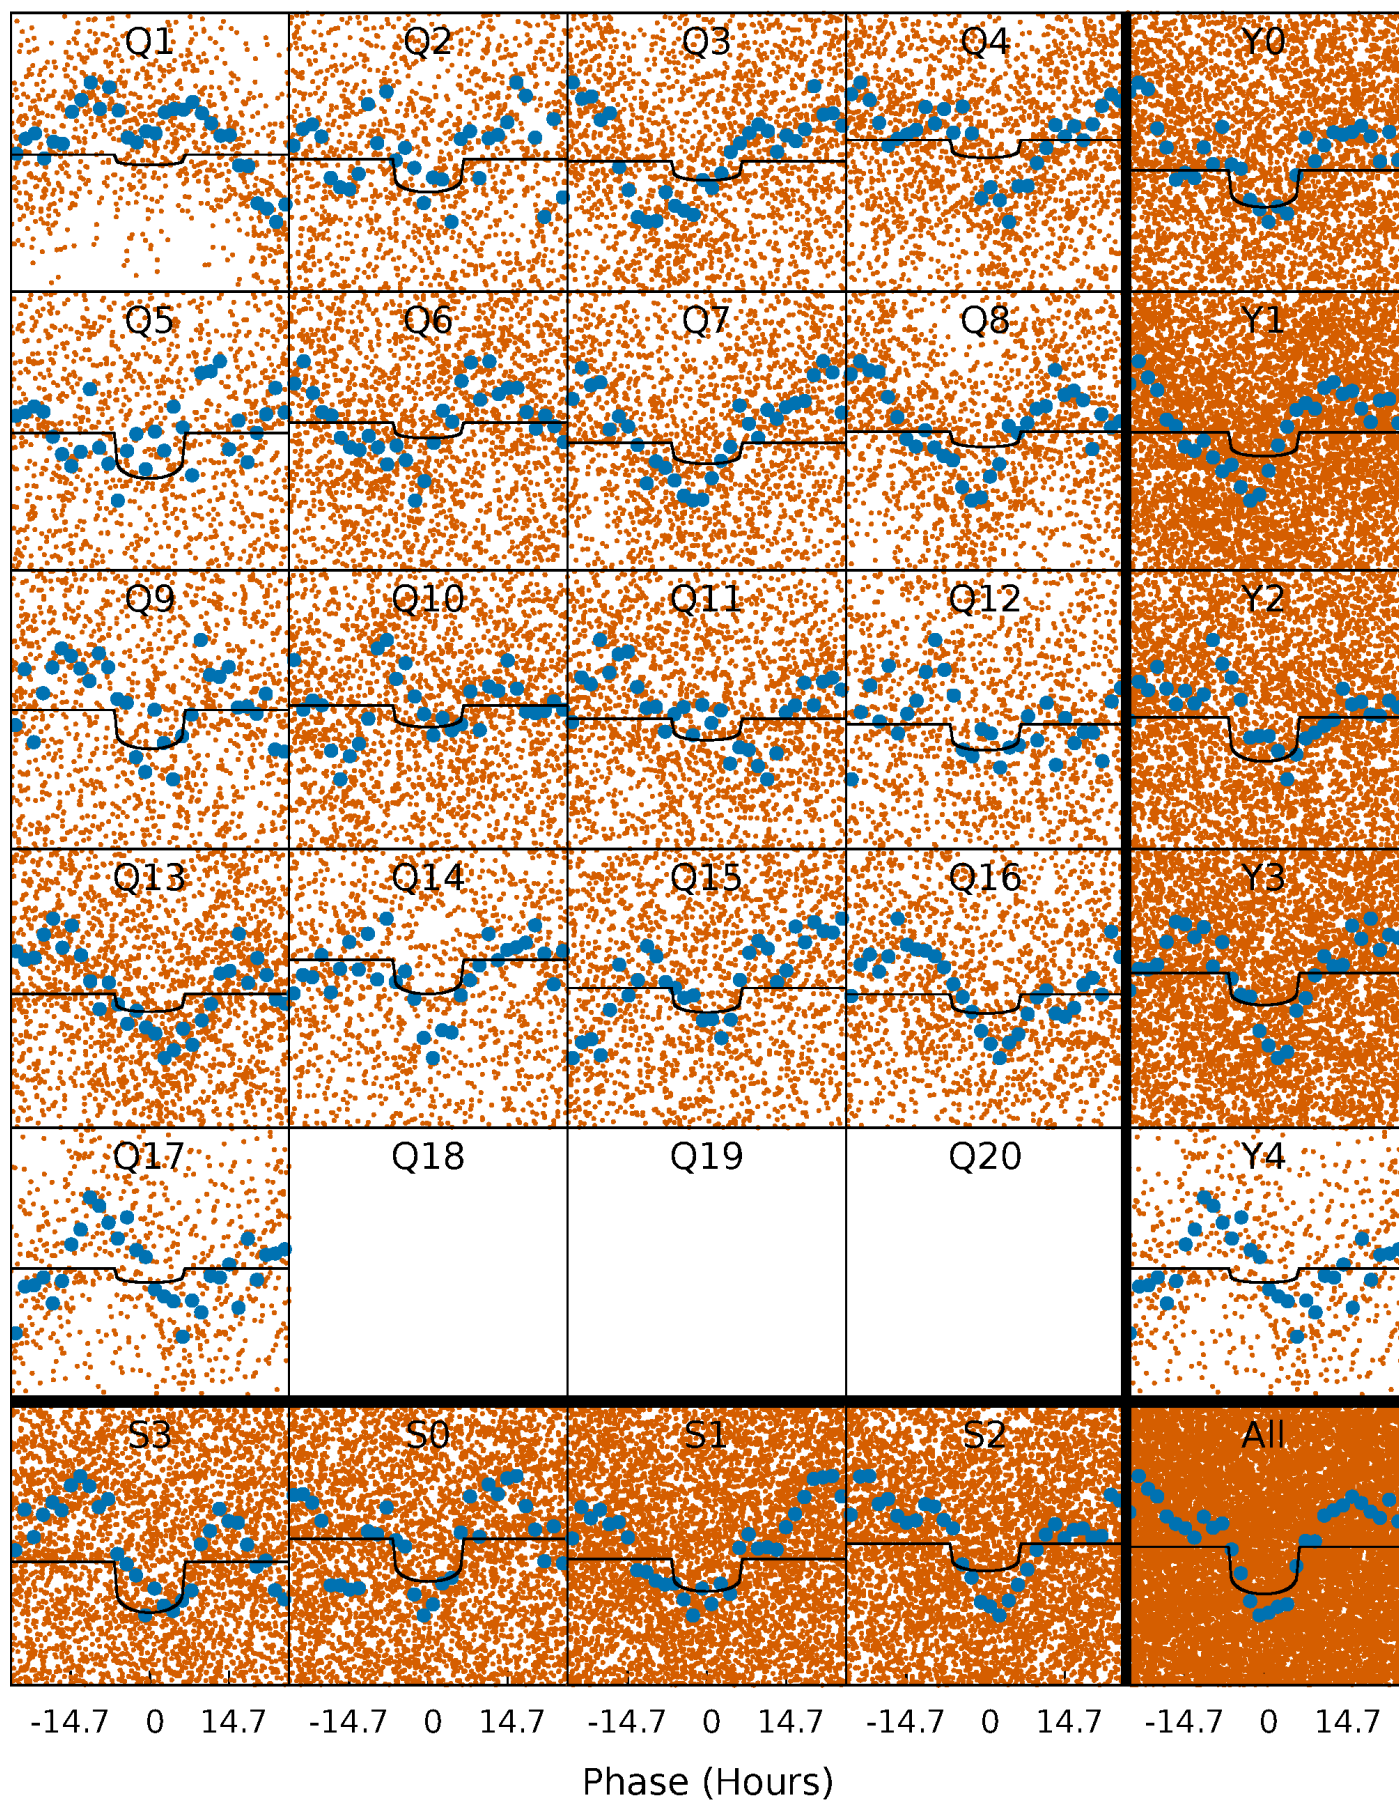 Q1 Q2 Q3 Q4 Y0
Q5 Q6 Q7 Q8 Y1
Q9 Q10 Q11 Q12 Y2
Q13 Q14 Q15 Q16 Y3
Q17 Q18 Q19 Q20 Y4
S3 S0 S1 S2 All
-14.7 0 14.7 -14.7 0 14.7 -14.7 0 14.7 -14.7 0 14.7 -14.7 0 14.7
Phase (Hours)